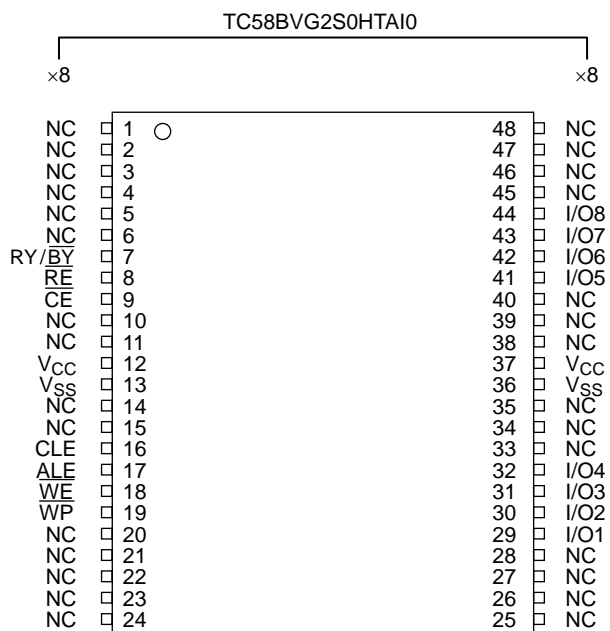 TC58BVG2S0HTAI0
×8 ×8
NC 1 48 NC
NC 2 47 NC
NC 3 46 NC
NC 4 45 NC
NC 5 44 I/O8
NC 6 43 I/O7
RY/B̅Y̅ 7 42 I/O6
R̅E̅ 8 41 I/O5
C̅E̅ 9 40 NC
NC 10 39 NC
NC 11 38 NC
VCC 12 37 VCC
VSS 13 36 VSS
NC 14 35 NC
NC 15 34 NC
CLE 16 33 NC
ALE 17 32 I/O4
W̅E̅ 18 31 I/O3
W̅P̅ 19 30 I/O2
NC 20 29 I/O1
NC 21 28 NC
NC 22 27 NC
NC 23 26 NC
NC 24 25 NC